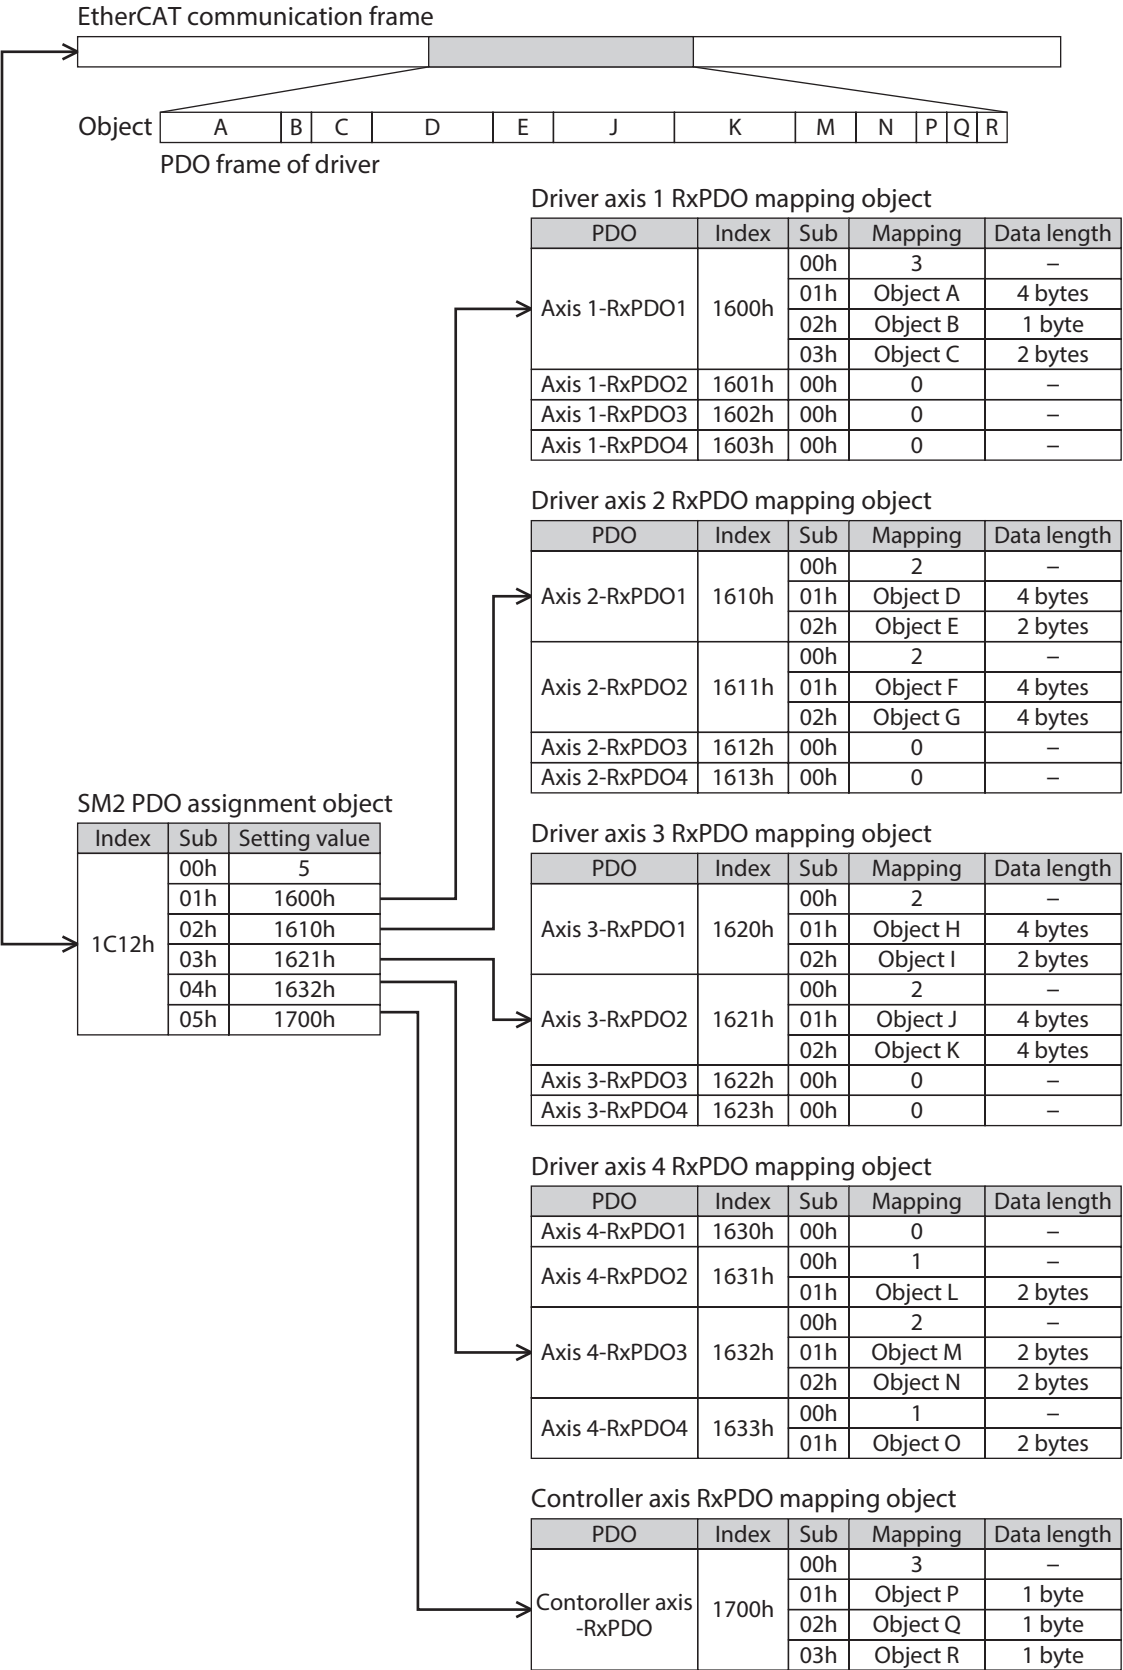 EtherCAT communication frame
Object A B C D E J K M N P Q R
PDO frame of driver
Driver axis 1 RxPDO mapping object
PDO Index Sub Mapping Data length
00h 3 –
Axis 1-RxPDO1 1600h 01h Object A 4 bytes
02h Object B 1 byte
03h Object C 2 bytes
Axis 1-RxPDO2 1601h 00h 0 –
Axis 1-RxPDO3 1602h 00h 0 –
Axis 1-RxPDO4 1603h 00h 0 –
Driver axis 2 RxPDO mapping object
PDO Index Sub Mapping Data length
00h 2 –
Axis 2-RxPDO1 1610h 01h Object D 4 bytes
02h Object E 2 bytes
00h 2 –
Axis 2-RxPDO2 1611h 01h Object F 4 bytes
02h Object G 4 bytes
Axis 2-RxPDO3 1612h 00h 0 –
Axis 2-RxPDO4 1613h 00h 0 –
SM2 PDO assignment object
Index Sub Setting value
00h 5
01h 1600h
02h 1610h
1C12h
03h 1621h
04h 1632h
05h 1700h
Driver axis 3 RxPDO mapping object
PDO Index Sub Mapping Data length
00h 2 –
Axis 3-RxPDO1 1620h 01h Object H 4 bytes
02h Object I 2 bytes
00h 2 –
Axis 3-RxPDO2 1621h 01h Object J 4 bytes
02h Object K 4 bytes
Axis 3-RxPDO3 1622h 00h 0 –
Axis 3-RxPDO4 1623h 00h 0 –
Driver axis 4 RxPDO mapping object
PDO Index Sub Mapping Data length
Axis 4-RxPDO1 1630h 00h 0 –
00h 1 –
Axis 4-RxPDO2 1631h
01h Object L 2 bytes
00h 2 –
Axis 4-RxPDO3 1632h 01h Object M 2 bytes
02h Object N 2 bytes
00h 1 –
Axis 4-RxPDO4 1633h
01h Object O 2 bytes
Controller axis RxPDO mapping object
PDO Index Sub Mapping Data length
00h 3 –
Contoroller axis 1700h 01h Object P 1 byte
-RxPDO 02h Object Q 1 byte
03h Object R 1 byte